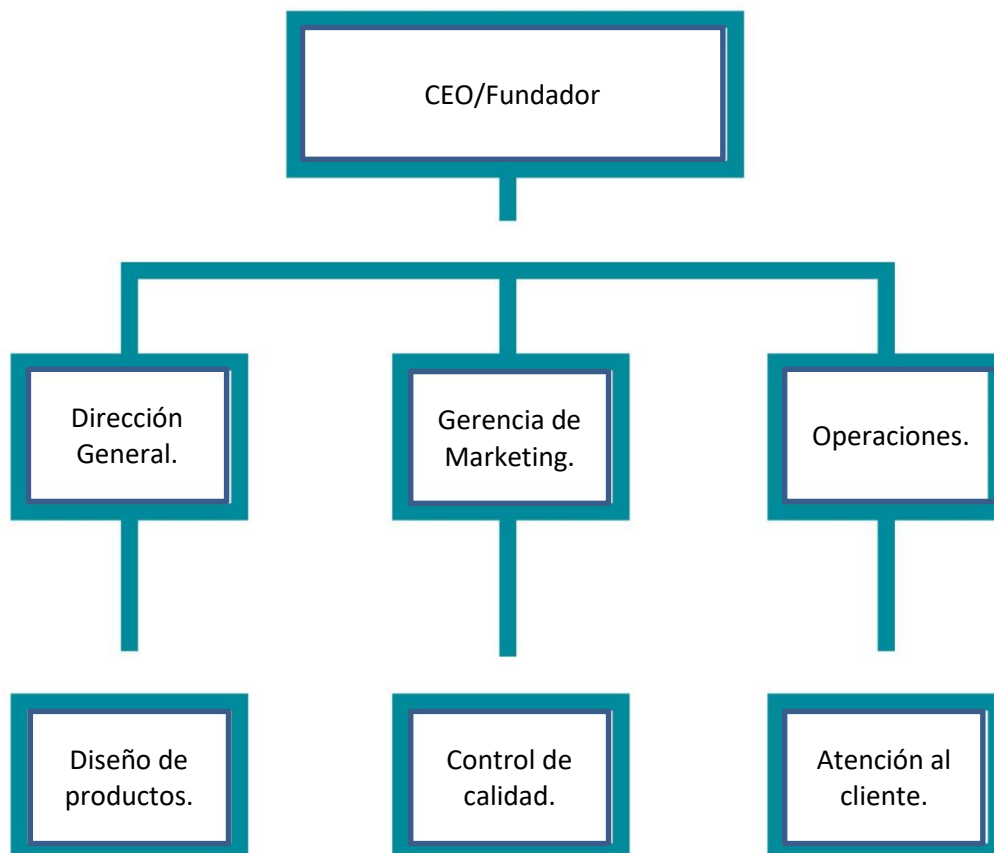 CEO/Fundador
Dirección
General.
Gerencia de
Marketing.
Operaciones.
Diseño de
productos.
Control de
calidad.
Atención al
cliente.